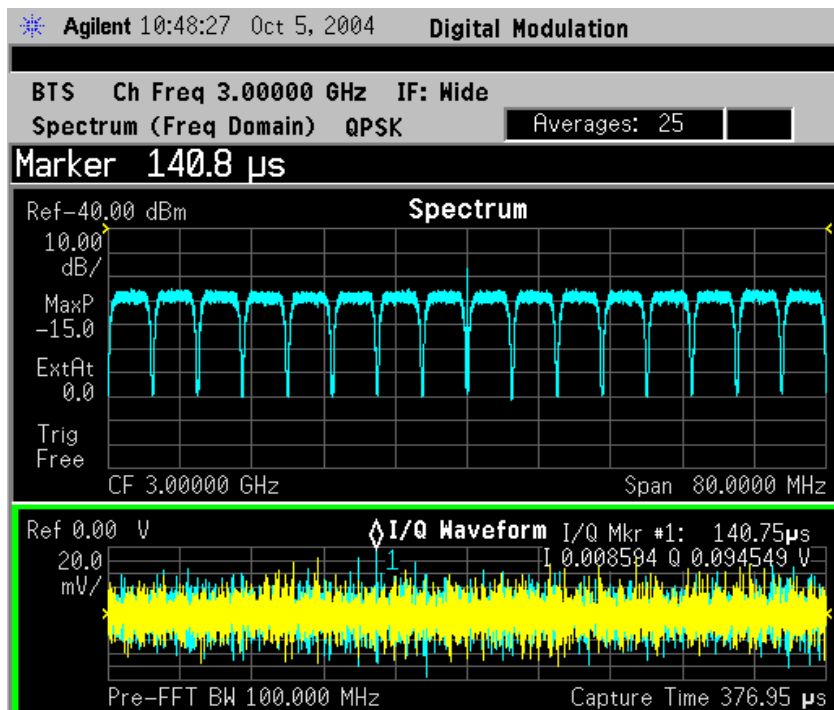 Agilent 10:48:27 Oct 5, 2004 Digital Modulation
BTS Ch Freq 3.00000 GHz IF: Wide
Spectrum (Freq Domain) QPSK Averages: 25
Marker 140.8 µs
Ref-40.00 dBm Spectrum
10.00
dB/
MaxP
-15.0
ExtAt
0.0
Trig
Free
CF 3.00000 GHz Span 80.0000 MHz
Ref 0.00 V I/Q Waveform I/Q Mkr #1: 140.75µs
I 0.008594 Q 0.094549 V
20.0
mV/
1
Pre-FFT BW 100.000 MHz Capture Time 376.95 µs